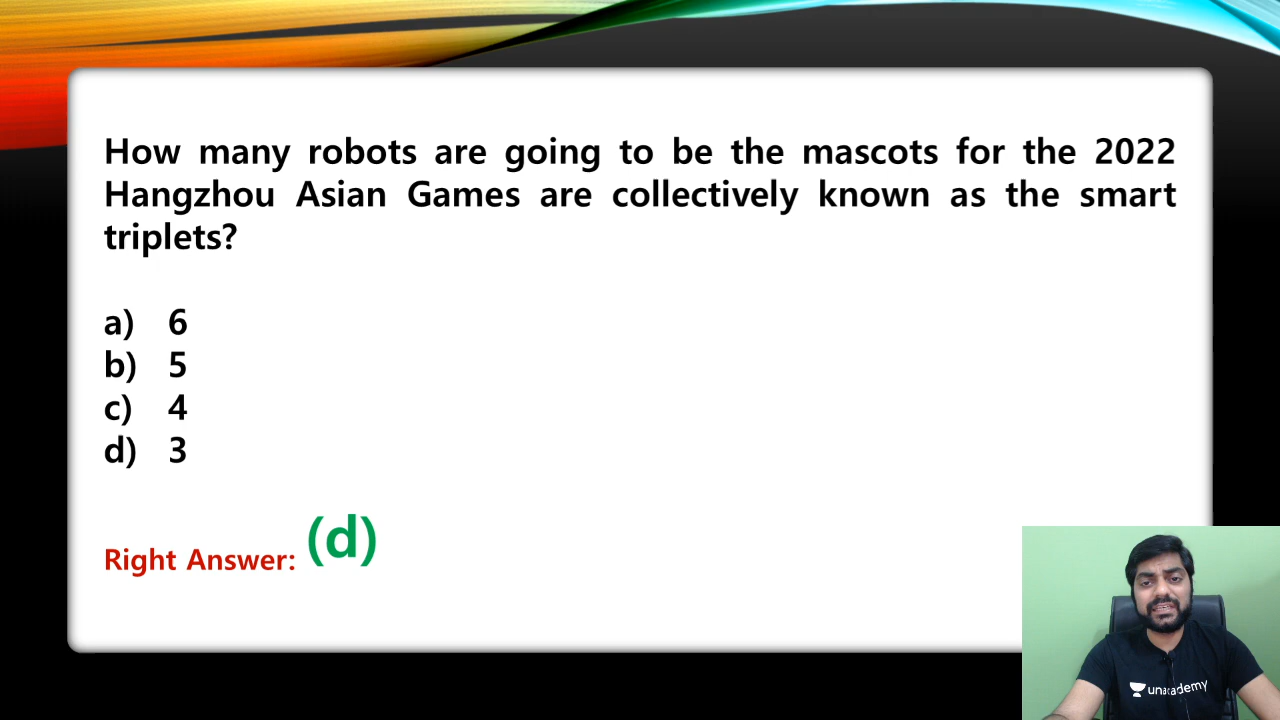 How many robots are going to be the mascots for the 2022
Hangzhou Asian Games are collectively known as the smart
triplets?
a) 6
b) 5
c) 4
d) 3
Right Answer: (d)
unacademy